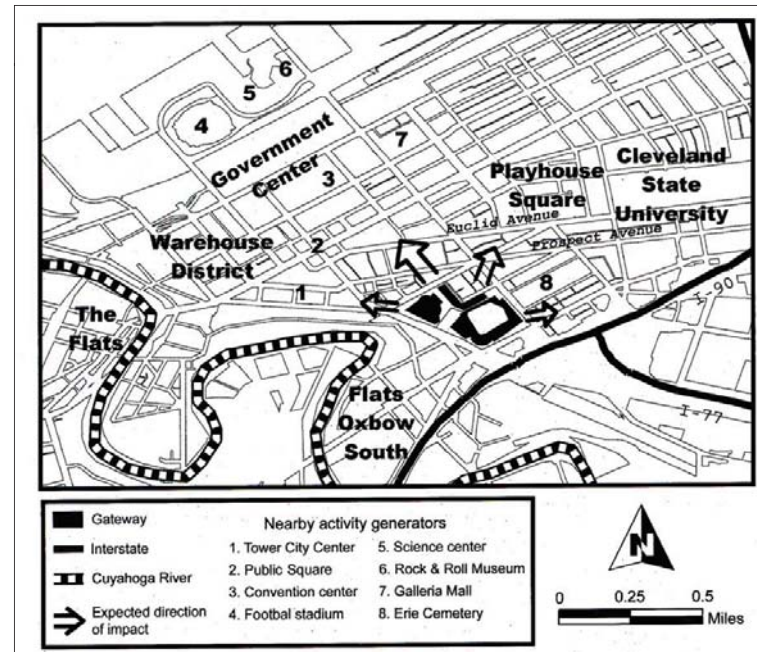 6
5
4
7
Government
Center
3
Playhouse
Square
Cleveland
State
University
Euclid Avenue
Prospect Avenue
Warehouse
District
2
1
8
I-90
The
Flats
Flats
Oxbow
South
I-77
Gateway
Interstate
Cuyahoga River
Expected direction
of impact
Nearby activity generators
1. Tower City Center
2. Public Square
3. Convention center
4. Footbal stadium
5. Science center
6. Rock & Roll Museum
7. Galleria Mall
8. Erie Cemetery
N
0 0.25 0.5
Miles